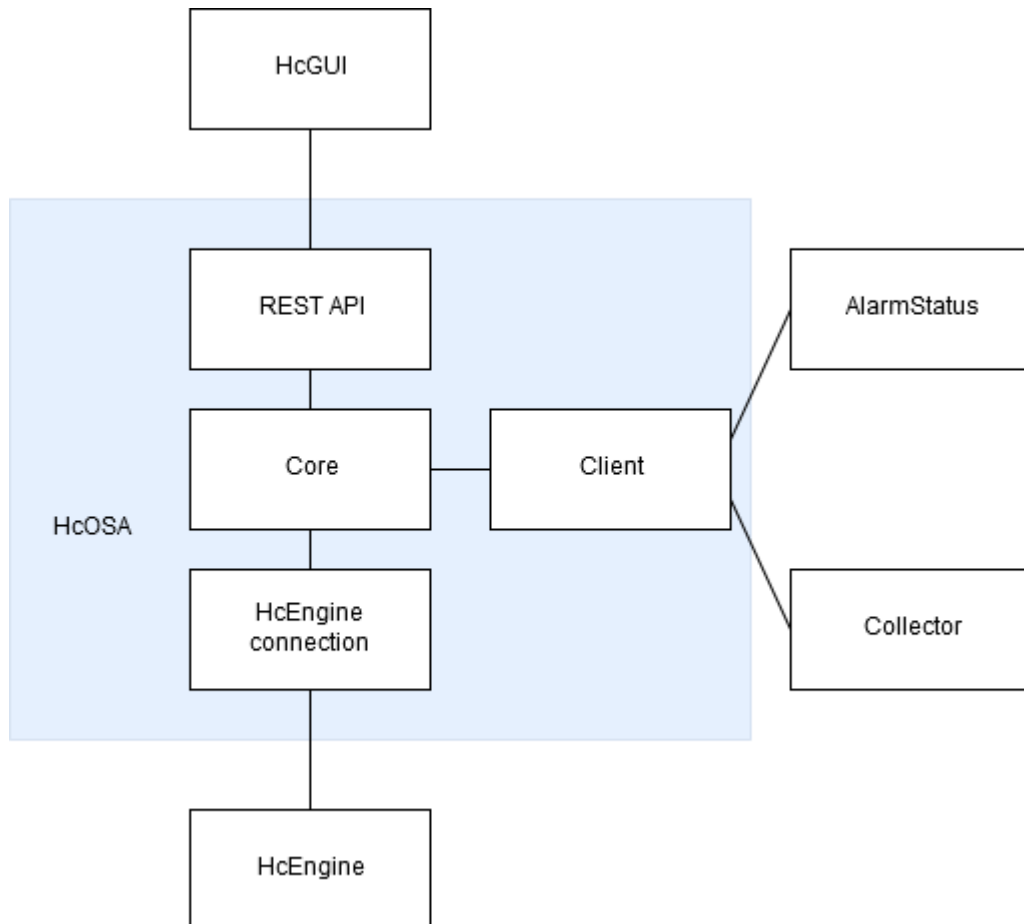 HcGUI
REST API
AlarmStatus
Core
Client
HcOSA
HcEngine
connection
Collector
HcEngine